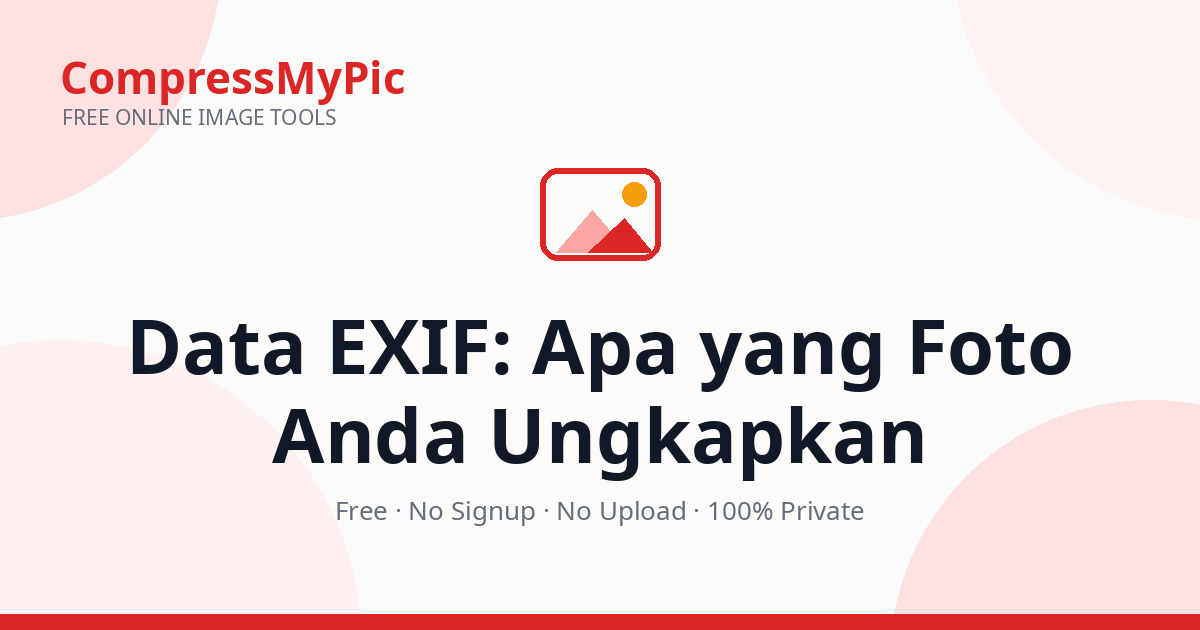 CompressMyPic
FREE ONLINE IMAGE TOOLS
Data EXIF: Apa yang Foto
Anda Ungkapkan
Free · No Signup · No Upload · 100% Private